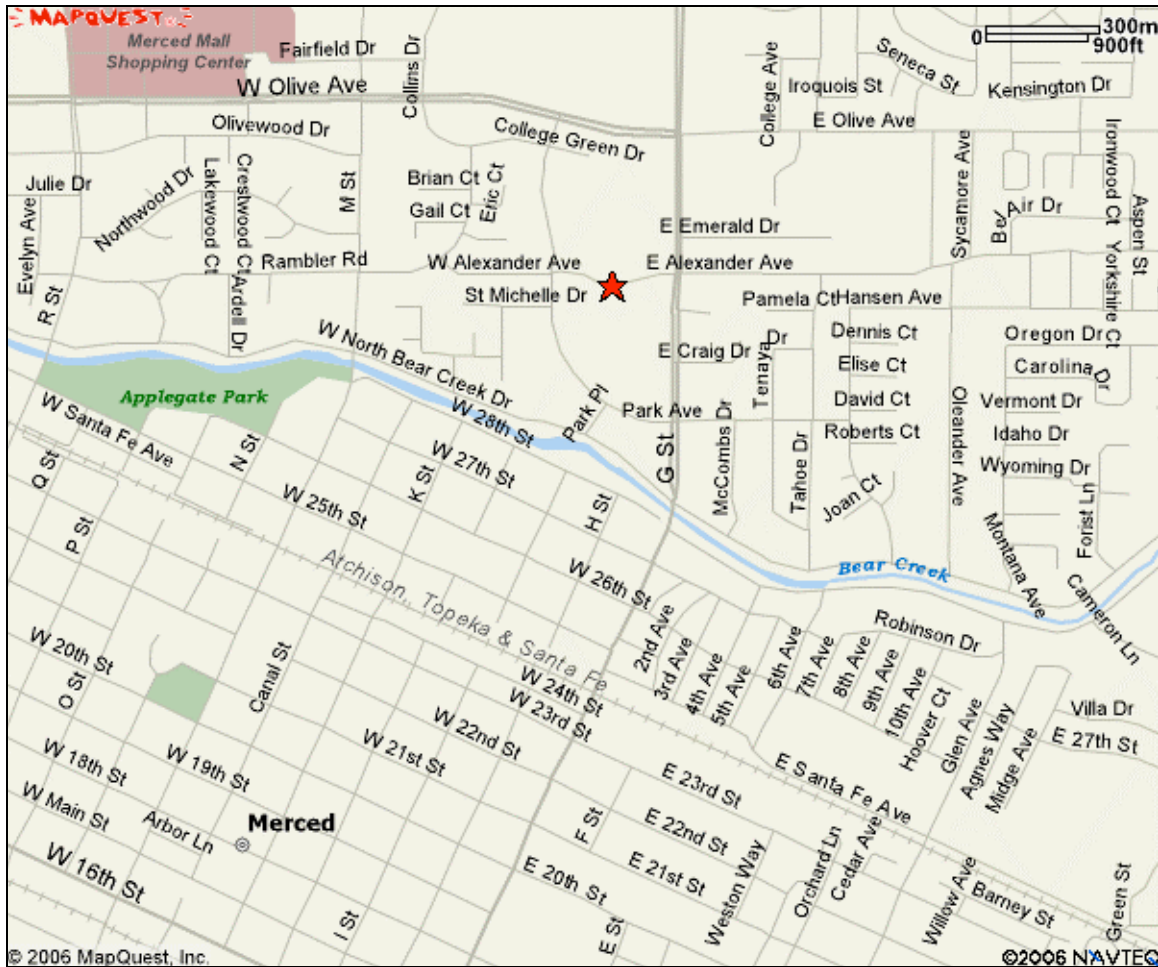 MAPQUEST
Merced Mall
Shopping Center
Fairfield Dr
Collins Dr
W Olive Ave
College Ave
Seneca St
0
300m
900ft
Iroquois St
Kensington Dr
E Olive Ave
Olivewood Dr
College Green Dr
Julie Dr
Northwood Dr
Lakewood Ct
Crestwood Ct
M St
Brian Ct
Eric Ct
Gail Ct
Sycamore Ave
Bel Air Dr
Ironwood Ct
Aspen St
E Emerald Dr
Evelyn Ave
R St
Ardell Dr
Rambler Rd
W Alexander Ave
E Alexander Ave
Yorkshire Ct
St Michelle Dr
Pamela Ct
Hansen Ave
W North Bear Creek Dr
E Craig Dr
Tenaya Dr
Dennis Ct
Oregon Dr
Elise Ct
Carolina Dr
Applegate Park
W 28th St
Park Pl
Park Ave
David Ct
Vermont Dr
Oleander Ave
W Santa Fe Ave
N St
K St
W 27th St
G St
McCombs Dr
Tahoe Dr
Roberts Ct
Idaho Dr
Wyoming Dr
Q St
P St
W 25th St
H St
Joan Ct
Forist Ln
Montana Ave
Atchison, Topeka & Santa Fe
W 26th St
Bear Creek
Cameron Ln
2nd Ave
3rd Ave
4th Ave
5th Ave
6th Ave
7th Ave
8th Ave
9th Ave
10th Ave
Robinson Dr
Hoover Ct
Glen Ave
Agnes Way
Midge Ave
Villa Dr
E 27th St
W 20th St
O St
Canal St
W 24th St
W 23rd St
W 22nd St
W 21st St
W 19th St
W 18th St
W Main St
Arbor Ln
Merced
W 16th St
I St
E Santa Fe Ave
E 23rd St
F St
E 22nd St
E 21st St
E 20th St
E St
Weston Way
Orchard Ln
Cedar Ave
Willow Ave
Barney St
Green St
© 2006 MapQuest, Inc.
©2006 NAVTEQ